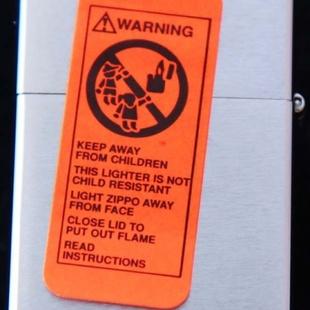 WARNING
KEEP AWAY
FROM CHILDREN
THIS LIGHTER IS NOT
CHILD RESISTANT
LIGHT ZIPPO AWAY
FROM FACE
CLOSE LID TO
PUT OUT FLAME
READ
INSTRUCTIONS